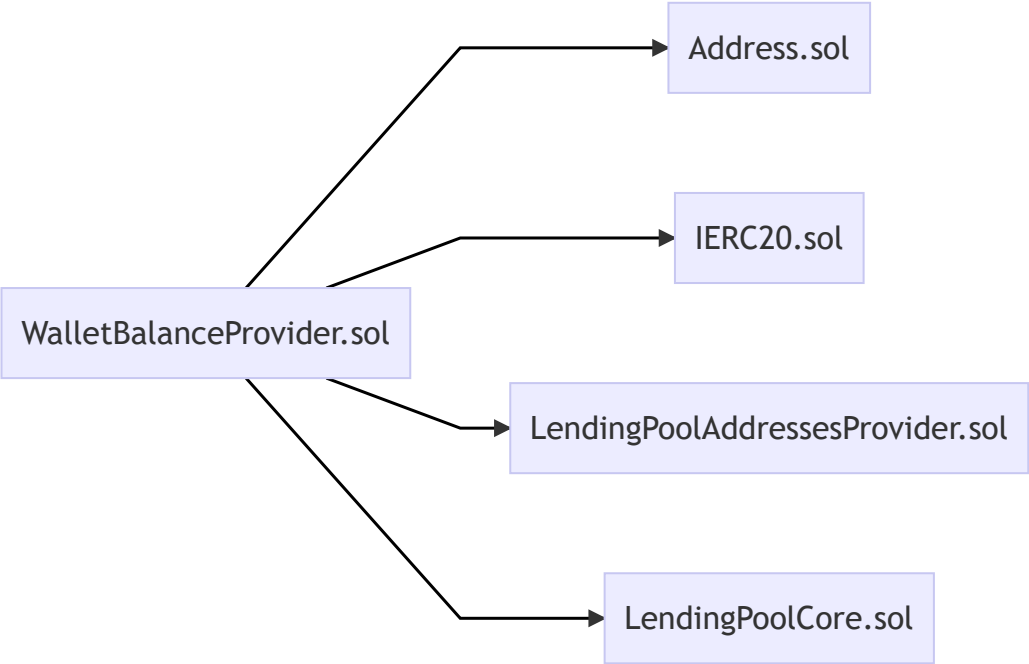 Address.sol
IERC20.sol
WalletBalanceProvider.sol
LendingPoolAddressesProvider.sol
LendingPoolCore.sol